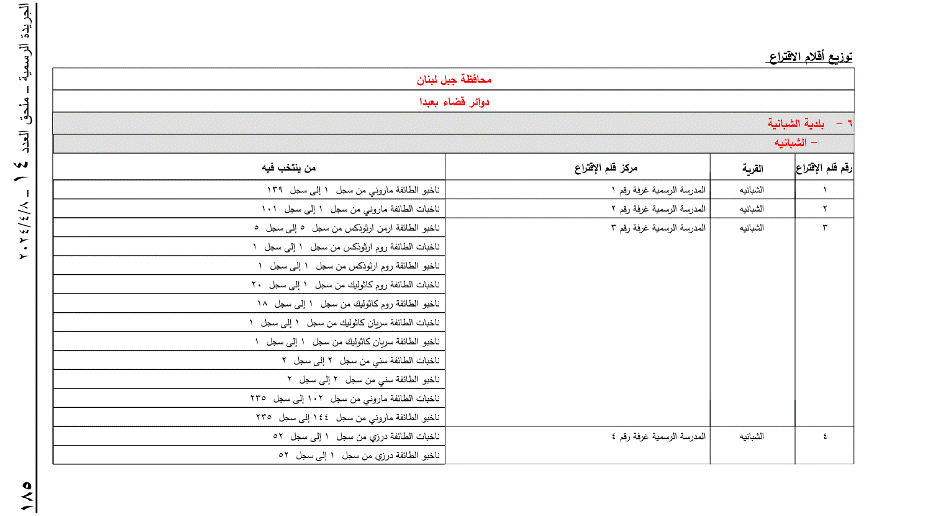 الجريدة الرسمية – ملحق العدد ١٤ – ٢٠٢٤/٤/٨
توزيع أقلام الاقتراع
محافظة جبل لبنان
دوائر قضاء بعبدا
٦ - بلدية الشبانية
- الشبانيه
رقم قلم الإقتراع القرية مركز قلم الإقتراع من ينتخب فيه
١ الشبانيه المدرسة الرسمية غرفة رقم ١ ناخبو الطائفة ماروني من سجل ١ إلى سجل ١٣٩
٢ الشبانيه المدرسة الرسمية غرفة رقم ٢ ناخبات الطائفة ماروني من سجل ١ إلى سجل ١٠١
٣ الشبانيه المدرسة الرسمية غرفة رقم ٣ ناخبو الطائفة ارمن ارثوذكس من سجل ٥ إلى سجل ٥
ناخبات الطائفة روم ارثوذكس من سجل ١ إلى سجل ١
ناخبو الطائفة روم ارثوذكس من سجل ١ إلى سجل ١
ناخبات الطائفة روم كاثوليك من سجل ١ إلى سجل ٢٠
ناخبو الطائفة روم كاثوليك من سجل ١ إلى سجل ١٨
ناخبات الطائفة سريان كاثوليك من سجل ١ إلى سجل ١
ناخبو الطائفة سريان كاثوليك من سجل ١ إلى سجل ١
ناخبات الطائفة سني من سجل ٢ إلى سجل ٢
ناخبو الطائفة سني من سجل ٢ إلى سجل ٢
ناخبات الطائفة ماروني من سجل ١٠٢ إلى سجل ٢٣٥
ناخبو الطائفة ماروني من سجل ١٤٤ إلى سجل ٢٣٥
٤ الشبانيه المدرسة الرسمية غرفة رقم ٤ ناخبات الطائفة درزي من سجل ١ إلى سجل ٥٢
ناخبو الطائفة درزي من سجل ١ إلى سجل ٥٢
١٨٥